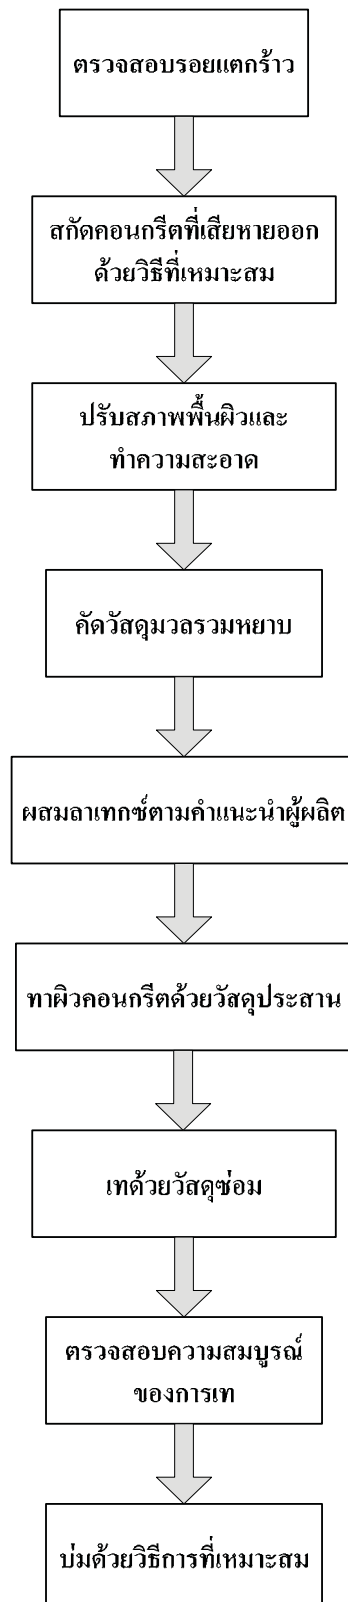 ตรวจสอบรอยแตกร้าว
สกัดคอนกรีตที่เสียหายออก
ด้วยวิธีที่เหมาะสม
ปรับสภาพพื้นผิวและ
ทำความสะอาด
คัดวัสดุมวลรวมหยาบ
ผสมลาเทกซ์ตามคำแนะนำผู้ผลิต
ทาผิวคอนกรีตด้วยวัสดุประสาน
เทด้วยวัสดุซ่อม
ตรวจสอบความสมบูรณ์
ของการเท
บ่มด้วยวิธีการที่เหมาะสม